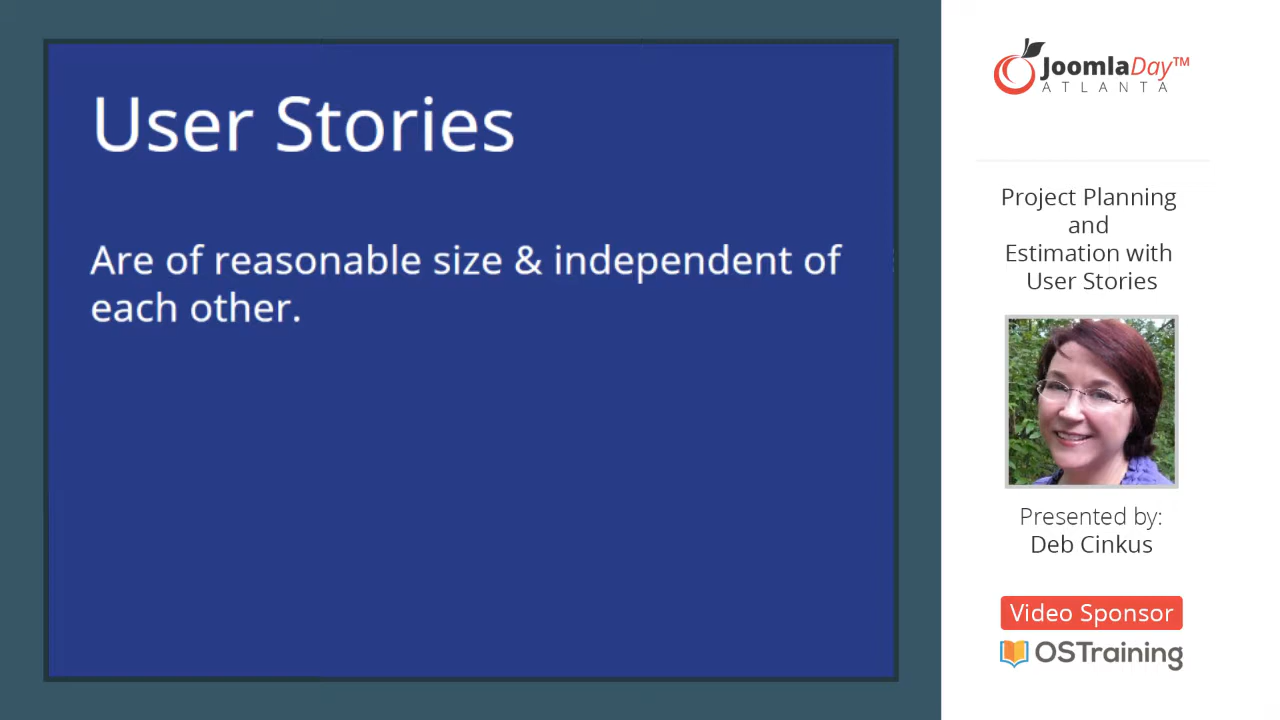 User Stories
Are of reasonable size & independent of
each other.
JoomlaDay™
ATLANTA
Project Planning
and
Estimation with
User Stories
Presented by:
Deb Cinkus
Video Sponsor
OSTraining